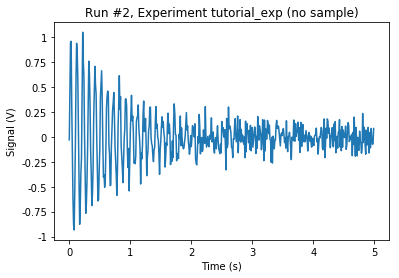 Run #2, Experiment tutorial_exp (no sample)
Signal (V)
1
0.75
0.5
0.25
0
-0.25
-0.5
-0.75
-1
0 1 2 3 4 5
Time (s)